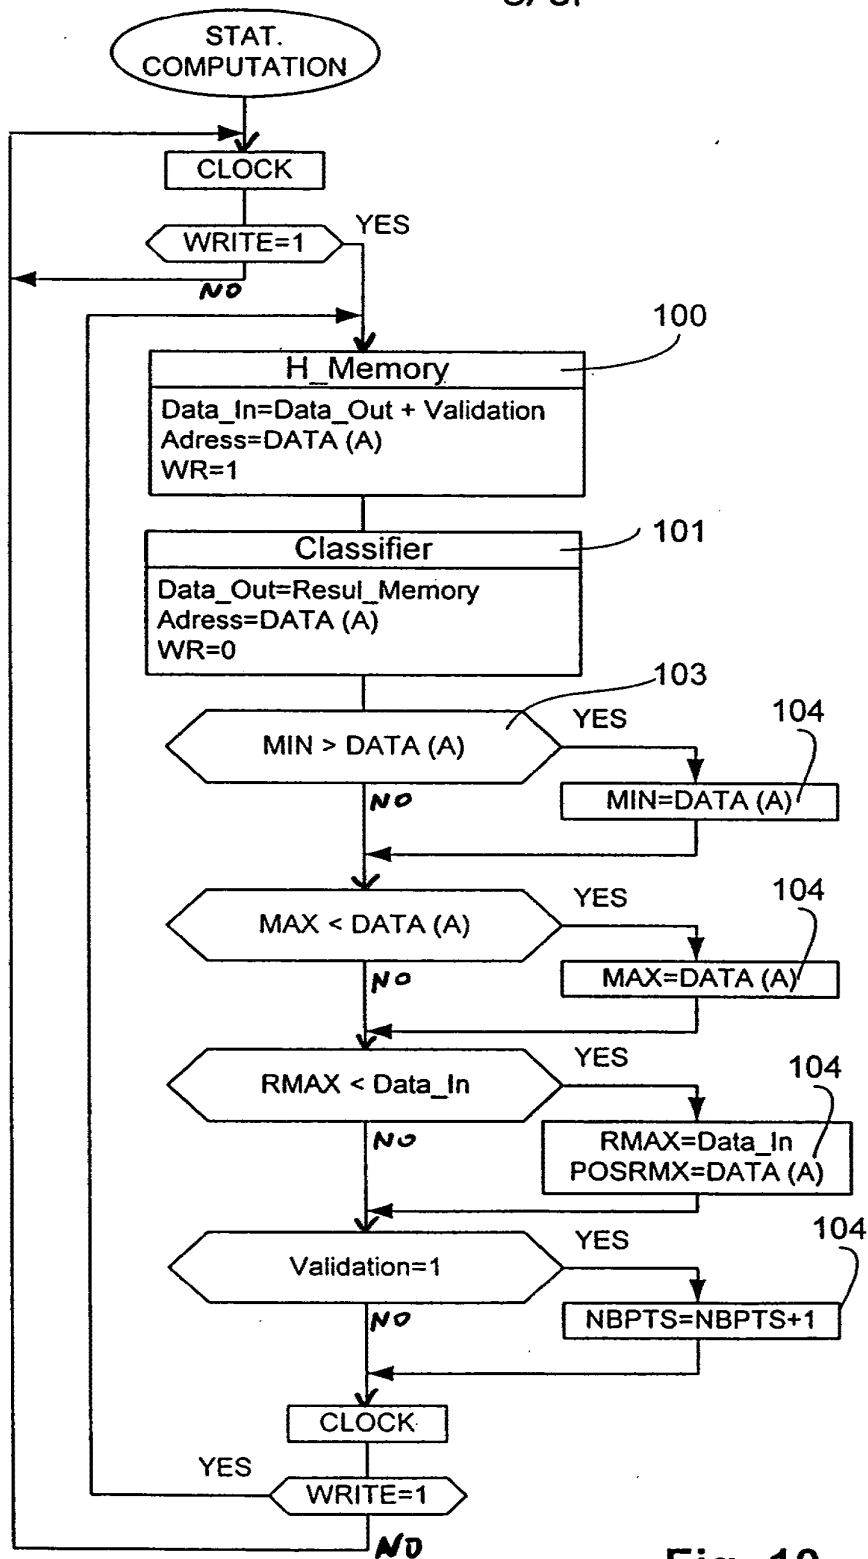 STAT.
COMPUTATION
CLOCK
WRITE=1
YES
NO
100
H_Memory
Data_In=Data_Out + Validation
Adress=DATA (A)
WR=1
101
Classifier
Data_Out=Resul_Memory
Adress=DATA (A)
WR=0
103
MIN > DATA (A)
YES
104
MIN=DATA (A)
NO
MAX < DATA (A)
YES
104
MAX=DATA (A)
NO
RMAX < Data_In
YES
104
RMAX=Data_In
POSRMX=DATA (A)
NO
Validation=1
YES
104
NBPTS=NBPTS+1
NO
CLOCK
YES
WRITE=1
NO